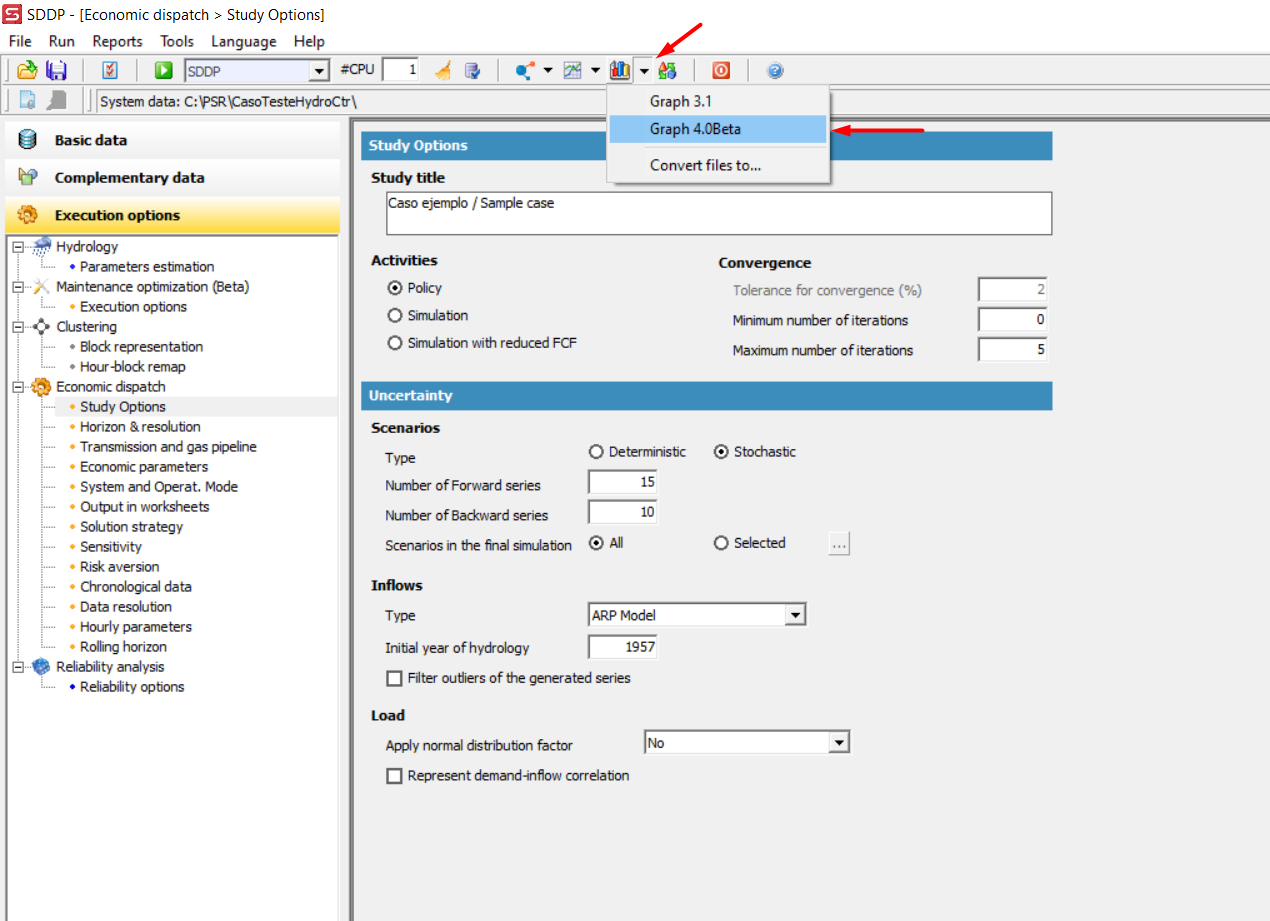 SDDP - [Economic dispatch > Study Options]
File Run Reports Tools Language Help
SDDP #CPU 1
System data: C:\PSR\CasoTesteHydroCtr\
Graph 3.1
Graph 4.0Beta
Convert files to...
Basic data
Complementary data
Execution options
Hydrology
Parameters estimation
Maintenance optimization (Beta)
Execution options
Clustering
Block representation
Hour-block remap
Economic dispatch
Study Options
Horizon & resolution
Transmission and gas pipeline
Economic parameters
System and Operat. Mode
Output in worksheets
Solution strategy
Sensitivity
Risk aversion
Chronological data
Data resolution
Hourly parameters
Rolling horizon
Reliability analysis
Reliability options
Study Options
Study title
Caso ejemplo / Sample case
Activities
Policy
Simulation
Simulation with reduced FCF
Convergence
Tolerance for convergence (%) 2
Minimum number of iterations 0
Maximum number of iterations 5
Uncertainty
Scenarios
Type Deterministic Stochastic
Number of Forward series 15
Number of Backward series 10
Scenarios in the final simulation All Selected ...
Inflows
Type ARP Model
Initial year of hydrology 1957
Filter outliers of the generated series
Load
Apply normal distribution factor No
Represent demand-inflow correlation